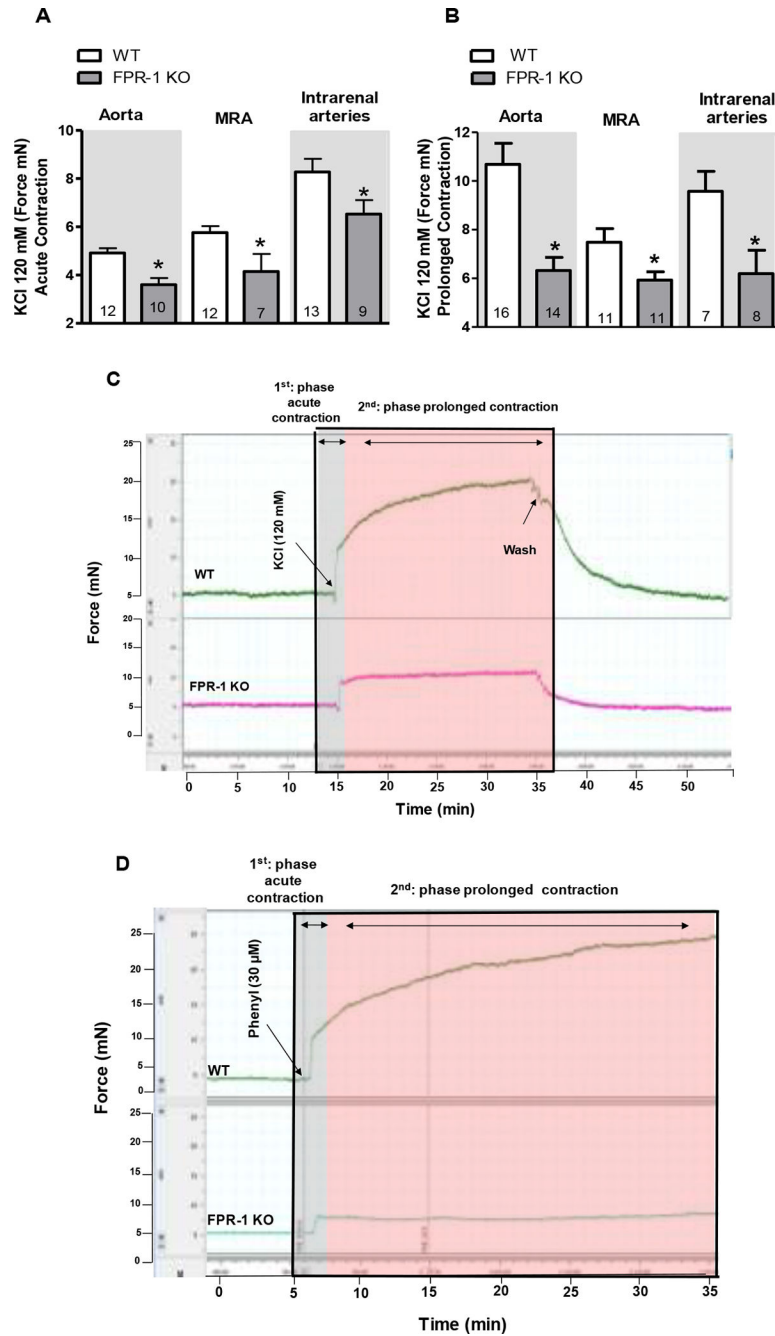 A
WT
FPR-1 KO
Aorta
MRA
Intrarenal
arteries
KCl 120 mM (Force mN)
Acute Contraction
10
8
6
4
2
*
*
*
12
10
12
7
13
9
B
WT
FPR-1 KO
Aorta
MRA
Intrarenal
arteries
KCl 120 mM (Force mN)
Prolonged Contraction)
12
10
8
6
4
*
*
*
16
14
11
11
7
8
C
1st: phase
acute
contraction
2nd: phase prolonged contraction
25
20
15
10
5
20
15
10
5
0
Force (mN)
WT
KCl (120 mM)
Wash
FPR-1 KO
0 5 10 15 20 25 30 35 40 45 50
Time (min)
D
1st: phase
acute
contraction
2nd: phase prolonged contraction
25
20
15
10
5
0
25
20
15
10
5
0
Force (mN)
Phenyl (30 µM)
WT
FPR-1 KO
0 5 10 15 20 25 30 35
Time (min)